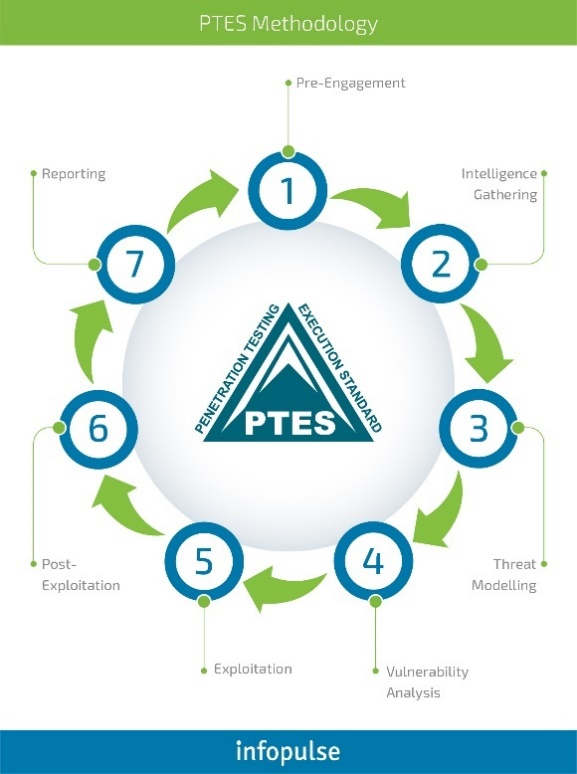 PTES Methodology
Pre-Engagement
1
Intelligence
Gathering
2
3
Threat
Modelling
4
Vulnerability
Analysis
5
Exploitation
6
Post-
Exploitation
7
Reporting
PENETRATION TESTING
EXECUTION STANDARD
PTES
infopulse